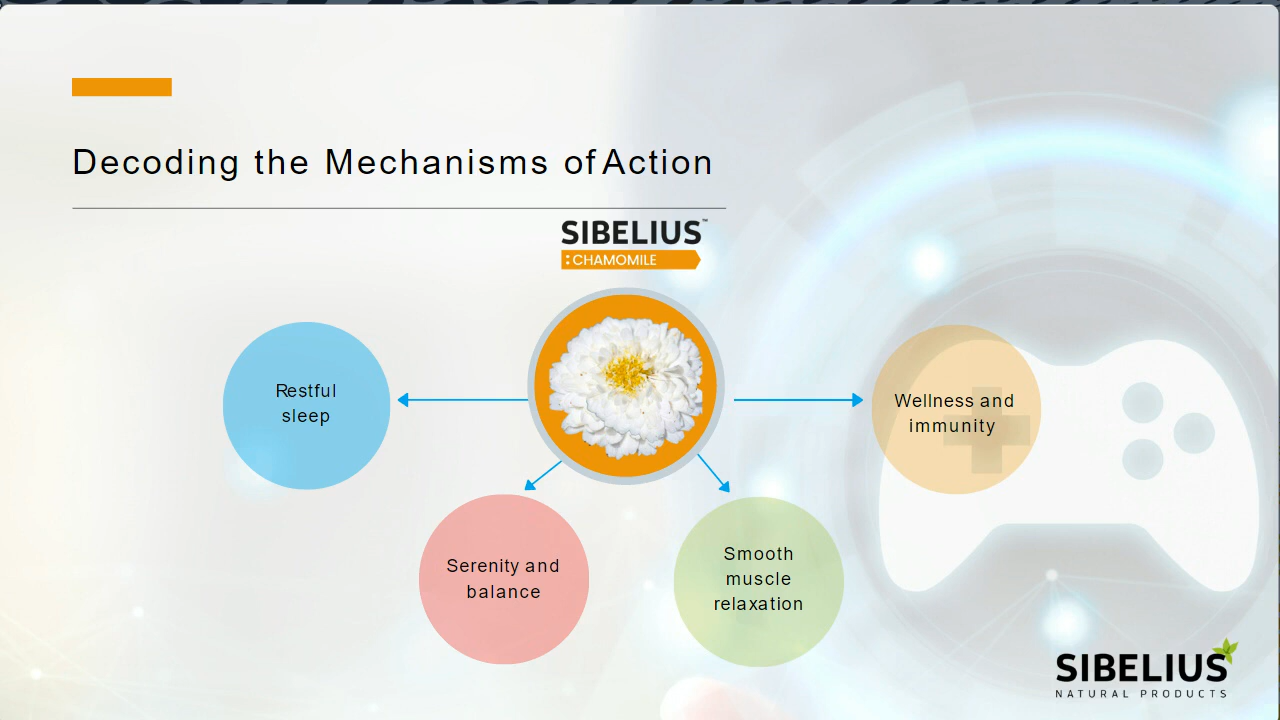 Decoding the Mechanisms of Action
SIBELIUS™
:CHAMOMILE
Restful
sleep
Wellness and
immunity
Serenity and
balance
Smooth
muscle
relaxation
SIBELIUS
NATURAL PRODUCTS